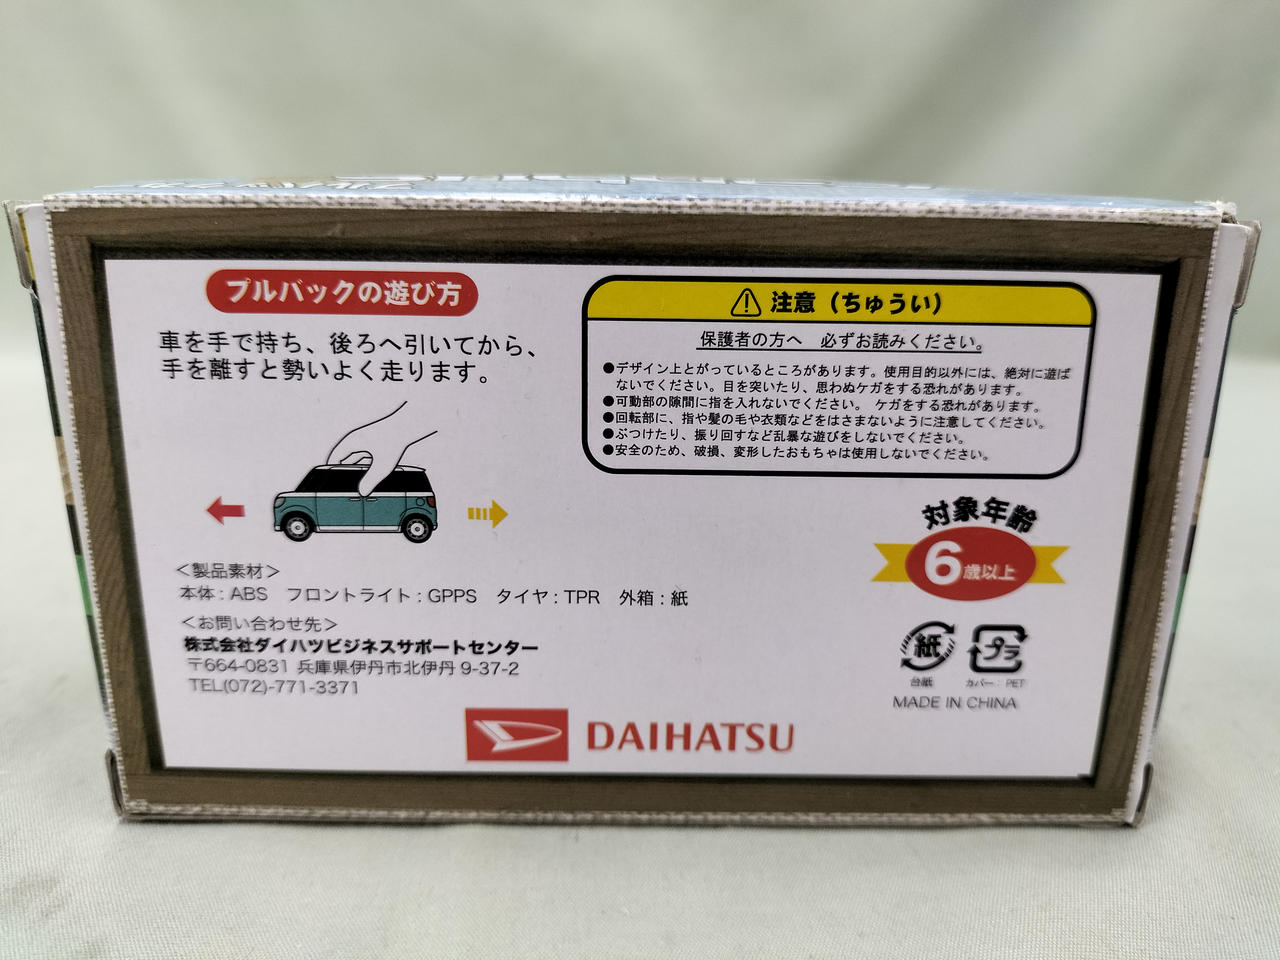 プルバックの遊び方
車を手で持ち、後ろへ引いてから、
手を離すと勢いよく走ります。
注意（ちゅうい）
保護者の方へ　必ずお読みください。
●デザイン上とがっているところがあります。使用目的以外には、絶対に遊ば
ないでください。目を突いたり、思わぬケガをする恐れがあります。
●可動部の隙間に指を入れないでください。 ケガをする恐れがあります。
●回転部に、指や髪の毛や衣類などをはさまないように注意してください。
●ぶつけたり、振り回すなど乱暴な遊びをしないでください。
●安全のため、破損、変形したおもちゃは使用しないでください。
対象年齢
6歳以上
＜製品素材＞
本体：ABS　フロントライト：GPPS　タイヤ：TPR　外箱：紙
＜お問い合わせ先＞
株式会社ダイハツビジネスサポートセンター
〒664-0831 兵庫県伊丹市北伊丹 9-37-2
TEL(072)-771-3371
紙
台紙
プラ
カバー：PET
MADE IN CHINA
DAIHATSU